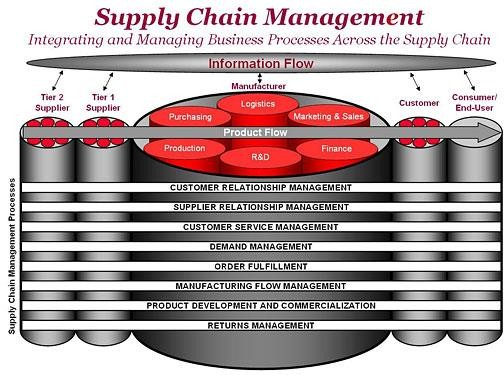 Supply Chain Management
Integrating and Managing Business Processes Across the Supply Chain
Information Flow
Tier 2
Supplier
Tier 1
Supplier
Manufacturer
Customer
Consumer/
End-User
Logistics
Purchasing
Marketing & Sales
Product Flow
Production
R&D
Finance
Supply Chain Management Processes
CUSTOMER RELATIONSHIP MANAGEMENT
SUPPLIER RELATIONSHIP MANAGEMENT
CUSTOMER SERVICE MANAGEMENT
DEMAND MANAGEMENT
ORDER FULFILLMENT
MANUFACTURING FLOW MANAGEMENT
PRODUCT DEVELOPMENT AND COMMERCIALIZATION
RETURNS MANAGEMENT